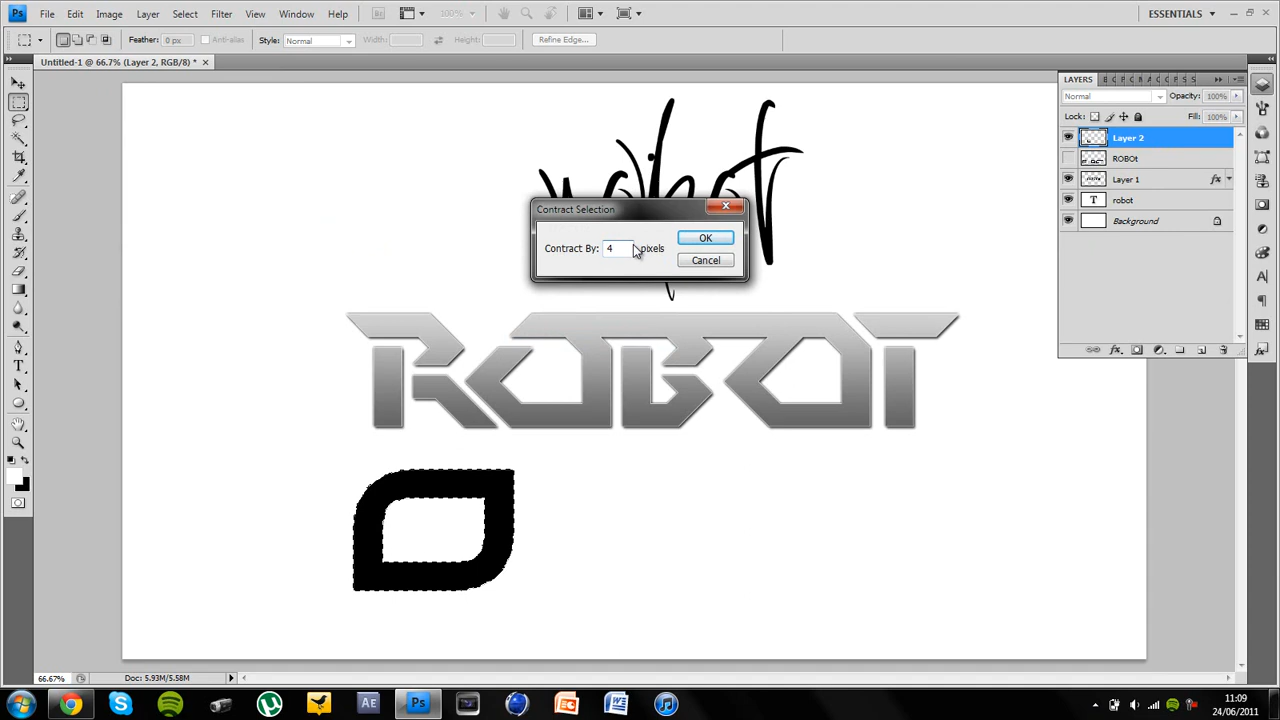 File Edit Image Layer Select Filter View Window Help 100% ESSENTIALS
Feather: 0 px Anti-alias Style: Normal Width: Height: Refine Edge...
Untitled-1 @ 66.7% (Layer 2, RGB/8) *
LAYERS
Normal Opacity: 100%
Lock: Fill: 100%
Layer 2
ROBOt
Layer 1 fx
T robot
Background
Contract Selection
Contract By: 4 pixels
OK
Cancel
ROBOT
66.67% Doc: 5.93M/5.58M
11:09
24/06/2011